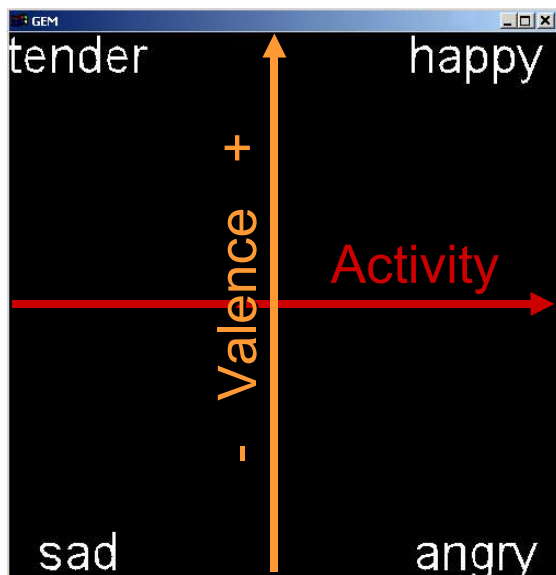 GEM
tender
happy
- Valence +
Activity
sad
angry